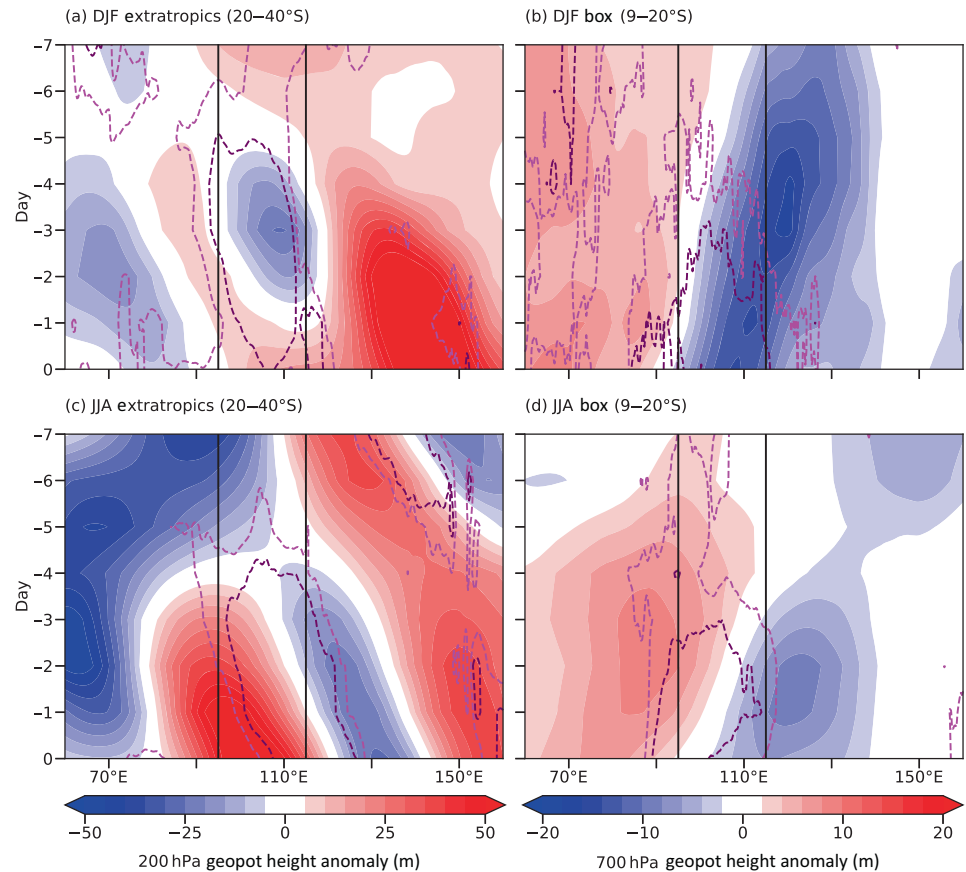 (a) DJF extratropics (20–40°S)
(b) DJF box (9–20°S)
−7
−6
−5
−4
−3
−2
−1
0
Day
(c) JJA extratropics (20–40°S)
(d) JJA box (9–20°S)
−7
−6
−5
−4
−3
−2
−1
0
Day
70°E 110°E 150°E
70°E 110°E 150°E
−50 −25 0 25 50
−20 −10 0 10 20
200 hPa geopot height anomaly (m)
700 hPa geopot height anomaly (m)